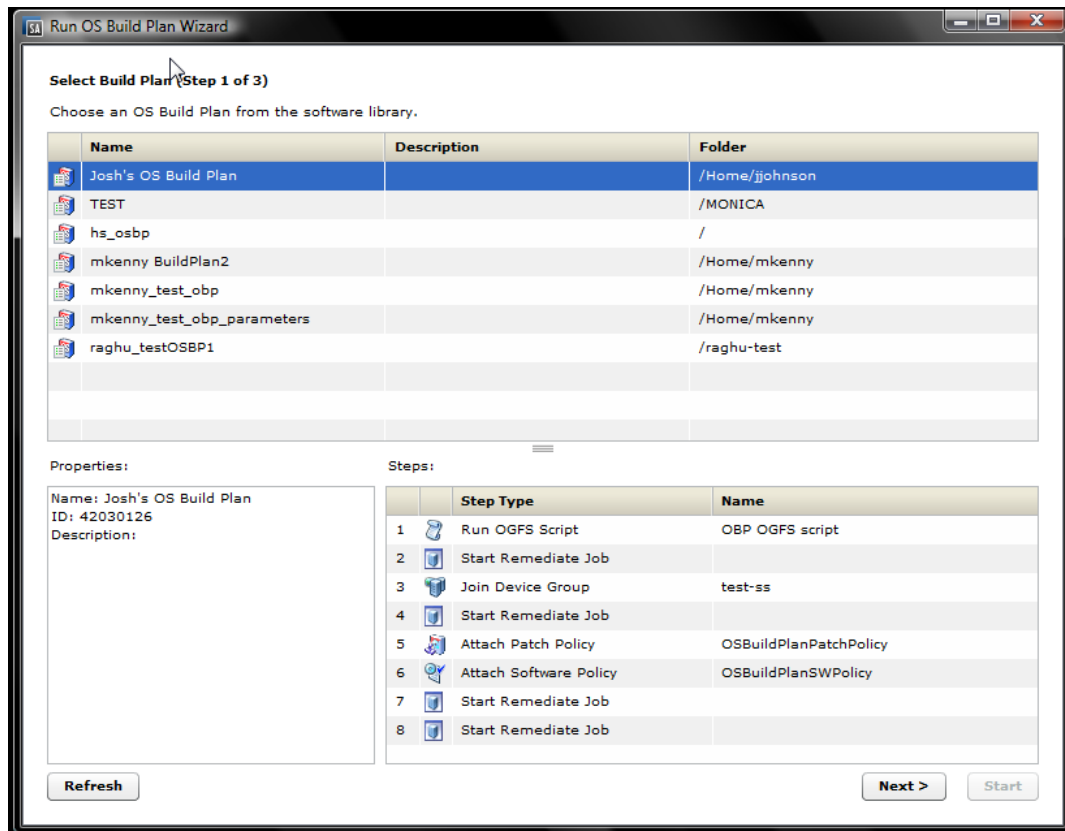 SA Run OS Build Plan Wizard
Select Build Plan (Step 1 of 3)
Choose an OS Build Plan from the software library.
Name Description Folder
Josh's OS Build Plan /Home/jjohnson
TEST /MONICA
hs_osbp /
mkenny BuildPlan2 /Home/mkenny
mkenny_test_obp /Home/mkenny
mkenny_test_obp_parameters /Home/mkenny
raghu_testOSBP1 /raghu-test
Properties: Steps:
Name: Josh's OS Build Plan
ID: 42030126
Description:
Step Type Name
1 Run OGFS Script OBP OGFS script
2 Start Remediate Job
3 Join Device Group test-ss
4 Start Remediate Job
5 Attach Patch Policy OSBuildPlanPatchPolicy
6 Attach Software Policy OSBuildPlanSWPolicy
7 Start Remediate Job
8 Start Remediate Job
Refresh Next > Start